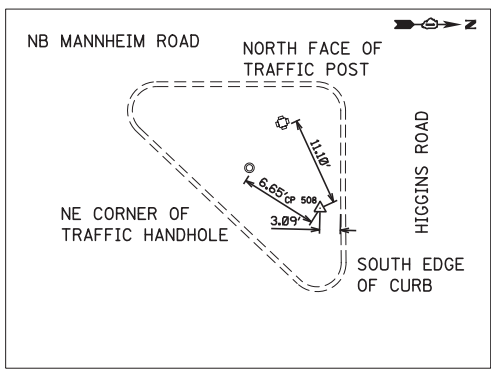 NB MANNHEIM ROAD
N
NORTH FACE OF
TRAFFIC POST
11.10'
HIGGINS ROAD
6.65'
CP 508
3.09'
NE CORNER OF
TRAFFIC HANDHOLE
SOUTH EDGE
OF CURB